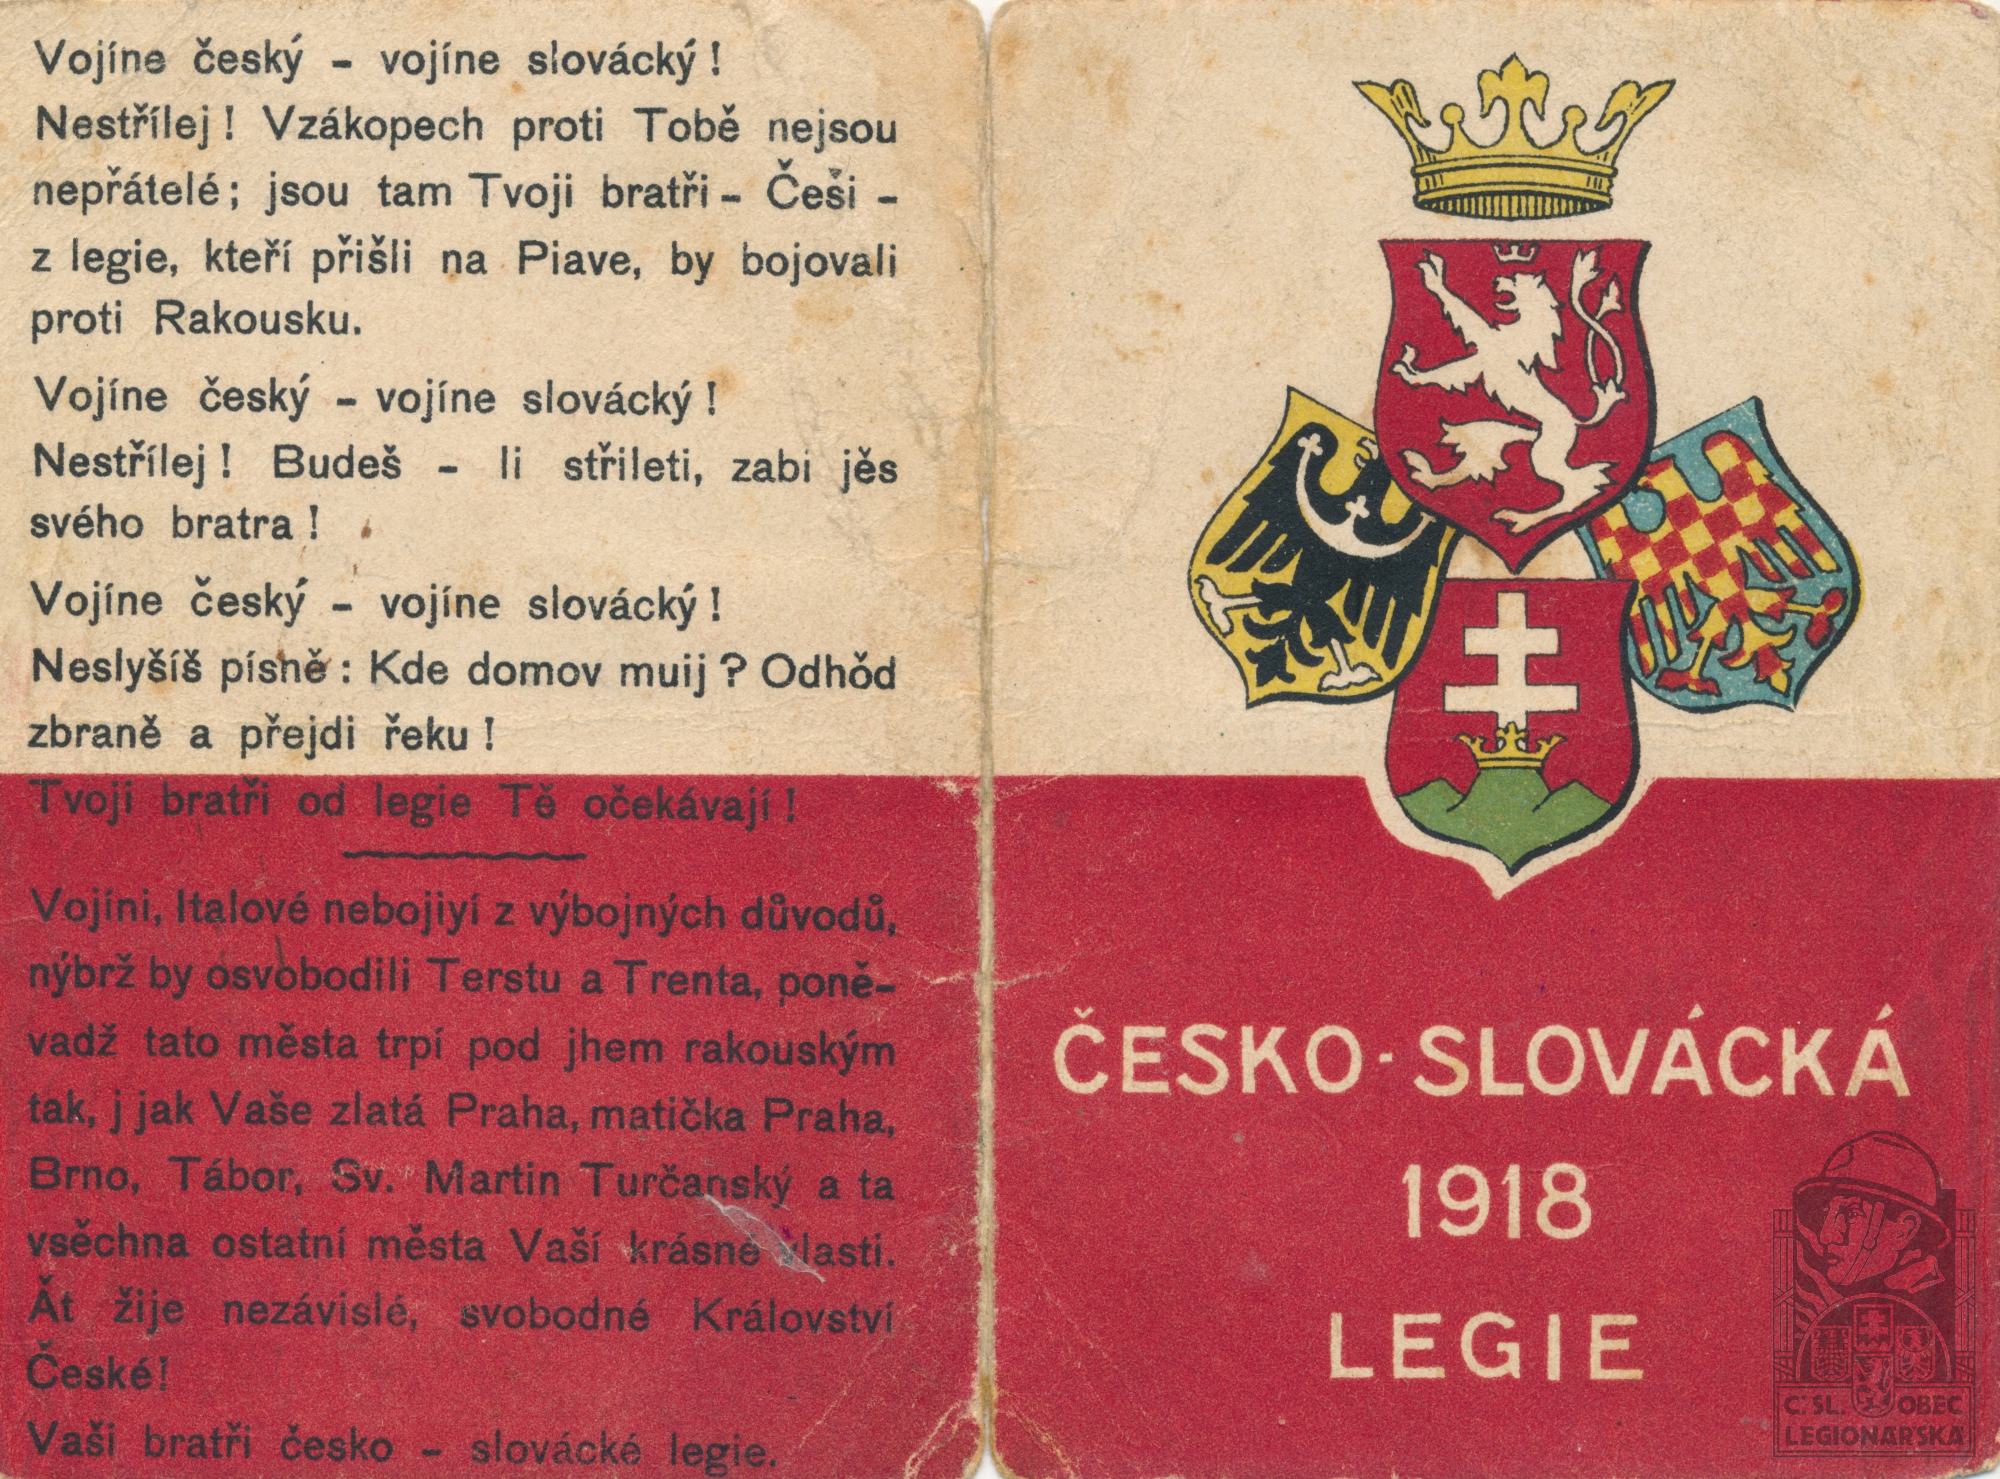 Vojíne český – vojíne slovácký!
Nestřílej! Vzákopech proti Tobě nejsou
nepřátelé; jsou tam Tvoji bratři – Češi –
z legie, kteří přišli na Piave, by bojovali
proti Rakousku.
Vojíne český – vojíne slovácký!
Nestřílej! Budeš – li střileti, zabi jěs
svého bratra!
Vojíne český – vojíne slovácký!
Neslyšíš písně: Kde domov muij? Odhŏd
zbraně a přejdi řeku!
Tvoji bratři od legie Tě očekávají!
Vojíni, Italové nebojiyí z výbojných důvodů,
nýbrž by osvobodili Terstu a Trenta, poně-
vadž tato města trpí pod jhem rakouským
tak, j jak Vaše zlatá Praha, matička Praha,
Brno, Tábor, Sv. Martin Turčanský a ta
vsěchna ostatní města Vaší krásné vlasti.
Ǎt žije nezávislé, svobodné Království
České!
Vaši bratři česko – slovácké legie.
ČESKO-SLOVÁCKÁ
1918
LEGIE
Č. SL. OBEC
LEGIONÁŘSKÁ